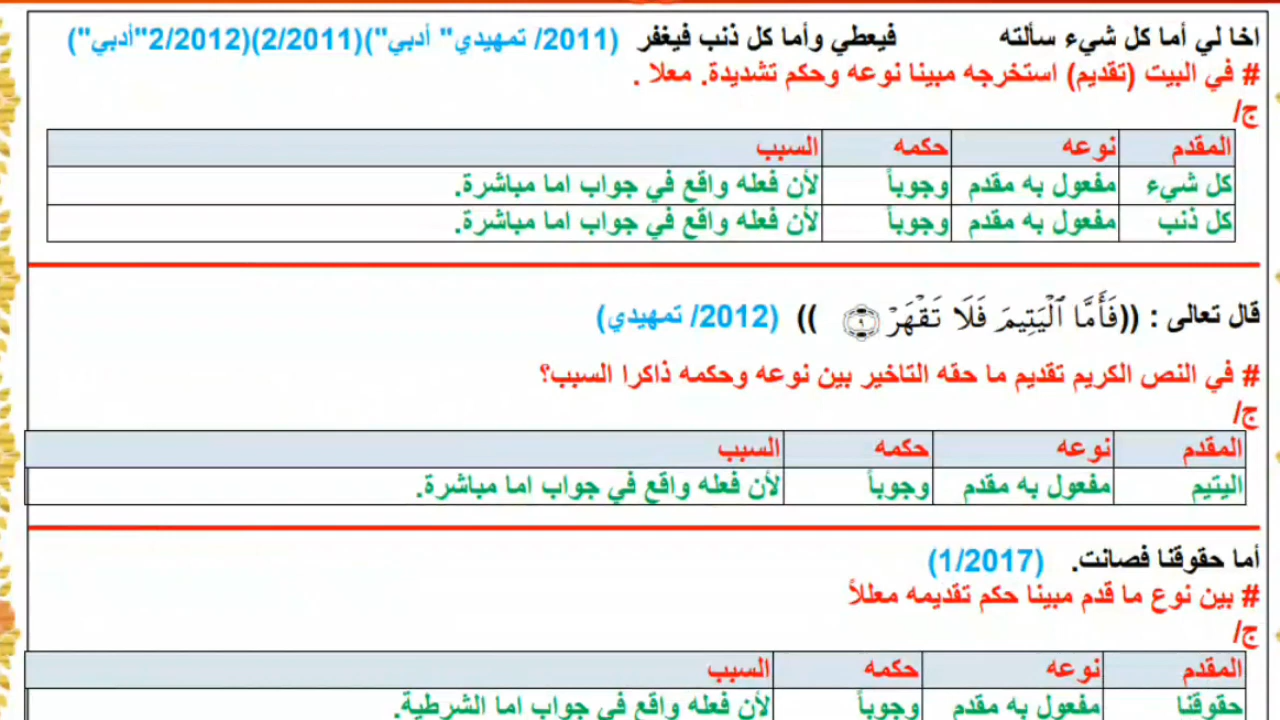 اخا لي أما كل شيء سألته فيعطي وأما كل ذنب فيغفر (2011/ تمهيدي" أدبي")(2/2011)(2/2012"أدبي")
# في البيت (تقديم) استخرجه مبينا نوعه وحكم تشديدة. معلا .
ج/
المقدم نوعه حكمه السبب
كل شيء مفعول به مقدم وجوباً لأن فعله واقع في جواب اما مباشرة.
كل ذنب مفعول به مقدم وجوباً لأن فعله واقع في جواب اما مباشرة.
قال تعالى : ((فَأَمَّا ٱلْيَتِيمَ فَلَا تَقْهَرْ ٩ )) (2012/ تمهيدي)
# في النص الكريم تقديم ما حقه التاخير بين نوعه وحكمه ذاكرا السبب؟
ج/
المقدم نوعه حكمه السبب
اليتيم مفعول به مقدم وجوباً لأن فعله واقع في جواب اما مباشرة.
أما حقوقنا فصانت. (1/2017)
# بين نوع ما قدم مبينا حكم تقديمه معللاً
ج/
المقدم نوعه حكمه السبب
حقوقنا مفعول به مقدم وجوباً لأن فعله واقع في جواب اما الشرطية.